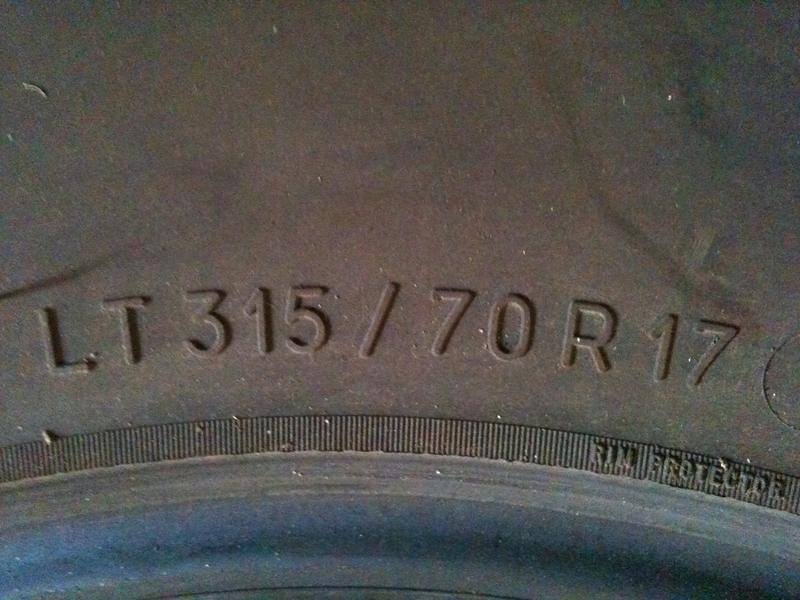 LT 315/70 R 17
RIM PROTECTOR